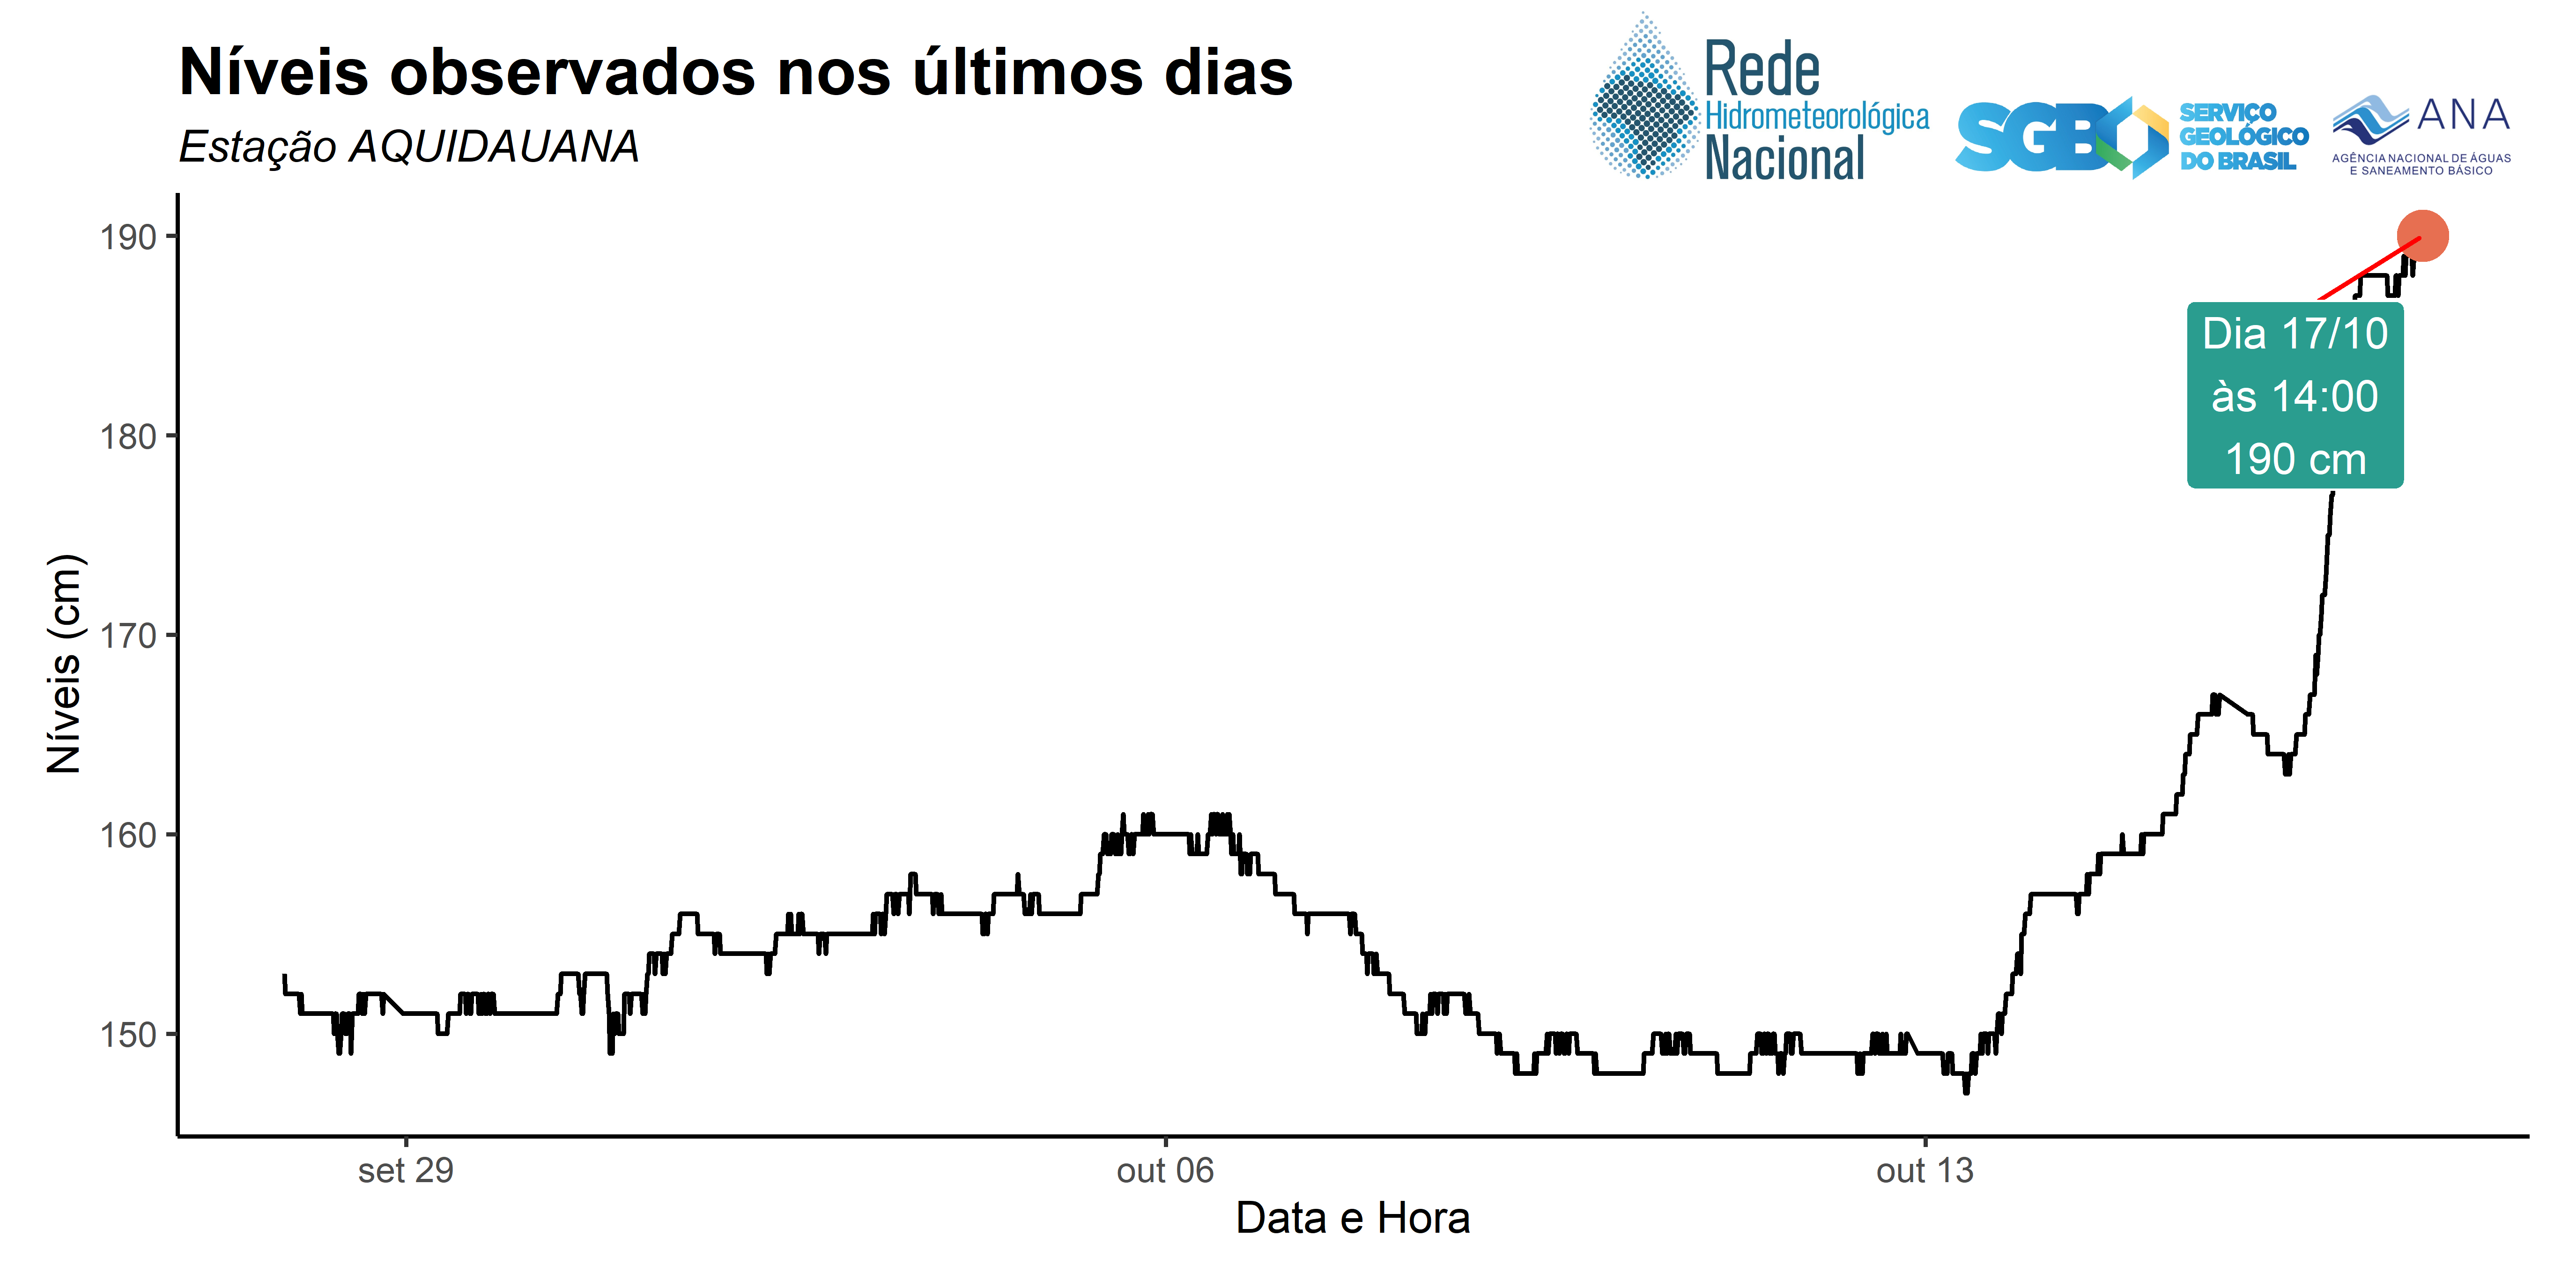 Níveis observados nos últimos dias
Estação AQUIDAUANA
Rede
Hidrometeorológica
Nacional
SGB
SERVIÇO
GEOLÓGICO
DO BRASIL
ANA
AGÊNCIA NACIONAL DE ÁGUAS
E SANEAMENTO BÁSICO
190
180
170
160
150
Níveis (cm)
Dia 17/10
às 14:00
190 cm
set 29
out 06
out 13
Data e Hora